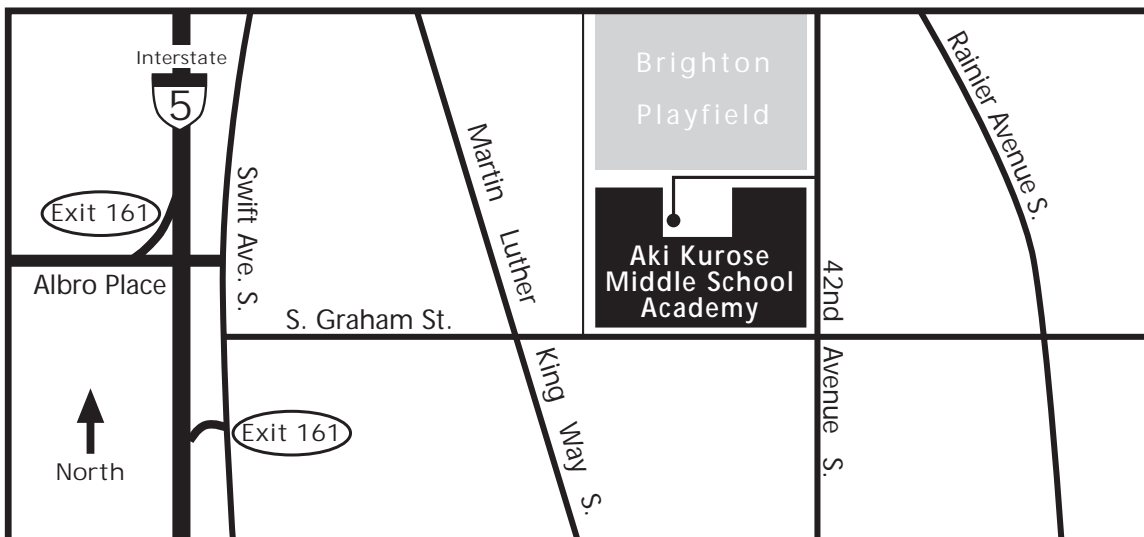 Interstate
5
Brighton
Playfield
Rainier Avenue S.
Martin Luther King Way S.
Exit 161
Swift Ave. S.
Albro Place
Aki Kurose
Middle School
Academy
42nd Avenue S.
S. Graham St.
Exit 161
North